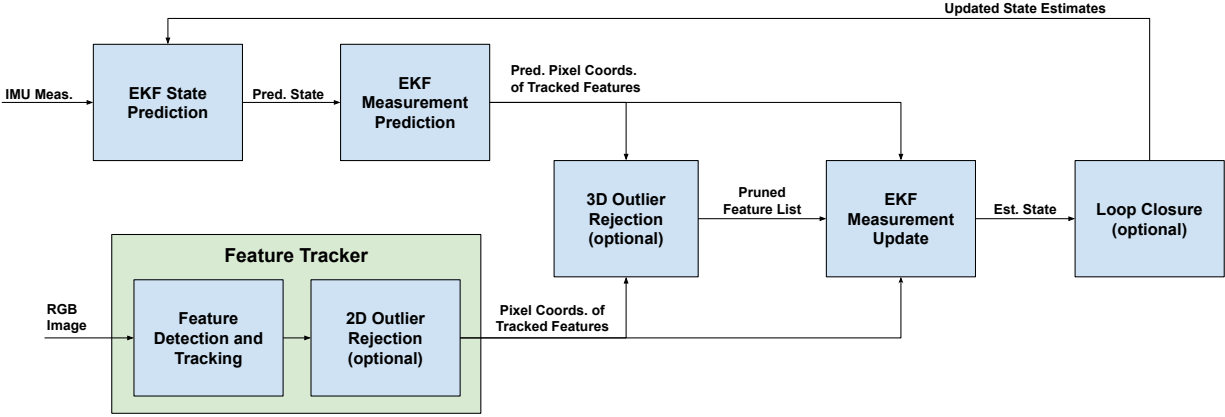 Updated State Estimates
IMU Meas.
EKF State
Prediction
Pred. State
EKF
Measurement
Prediction
Pred. Pixel Coords.
of Tracked Features
3D Outlier
Rejection
(optional)
Pruned
Feature List
EKF
Measurement
Update
Est. State
Loop Closure
(optional)
Feature Tracker
RGB
Image
Feature
Detection and
Tracking
2D Outlier
Rejection
(optional)
Pixel Coords. of
Tracked Features